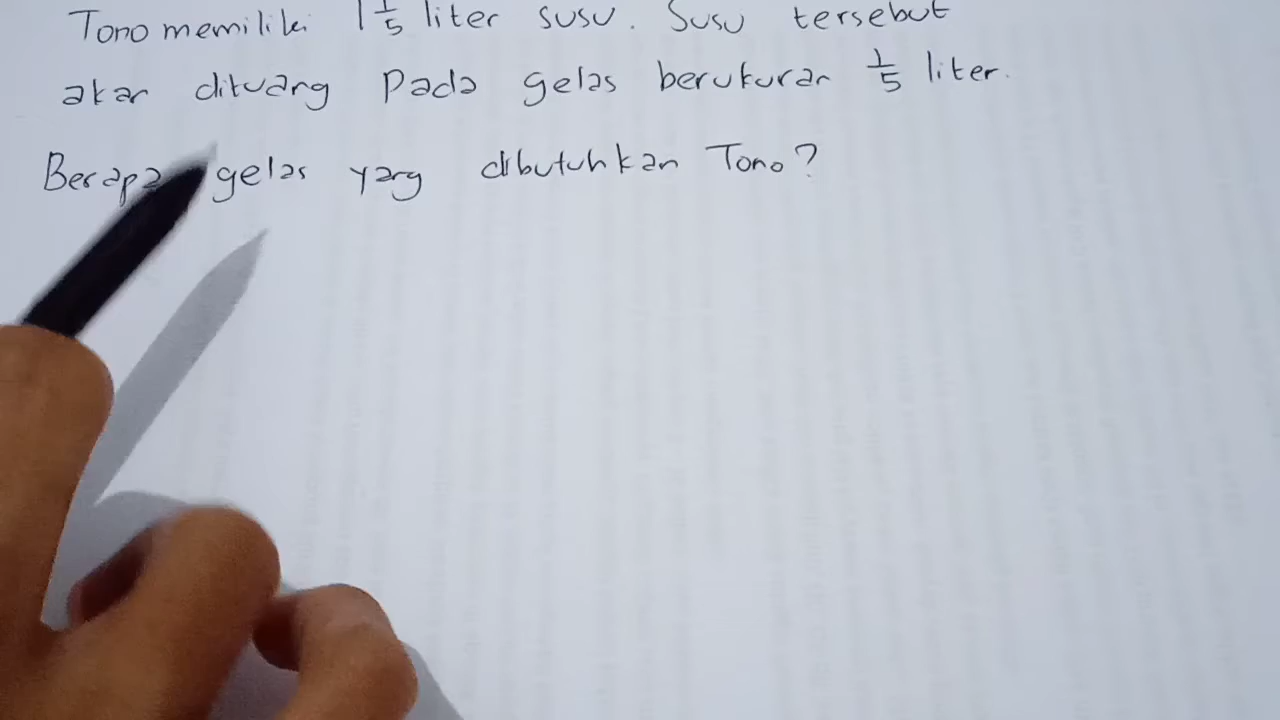 Tono memiliki 1 1/5 liter susu. Susu tersebut
akan dituang Pada gelas berukuran 1/5 liter.
Berapa gelas yang dibutuhkan Tono?